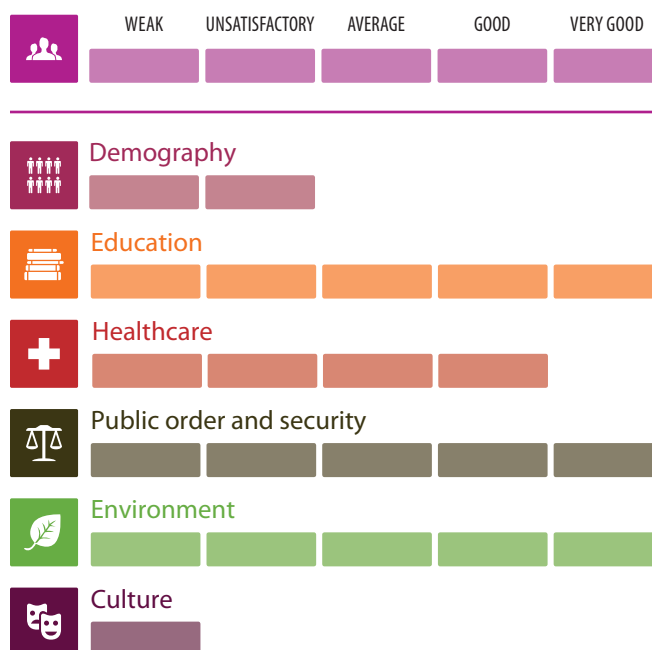 WEAK UNSATISFACTORY AVERAGE GOOD VERY GOOD
Demography
Education
Healthcare
Public order and security
Environment
Culture